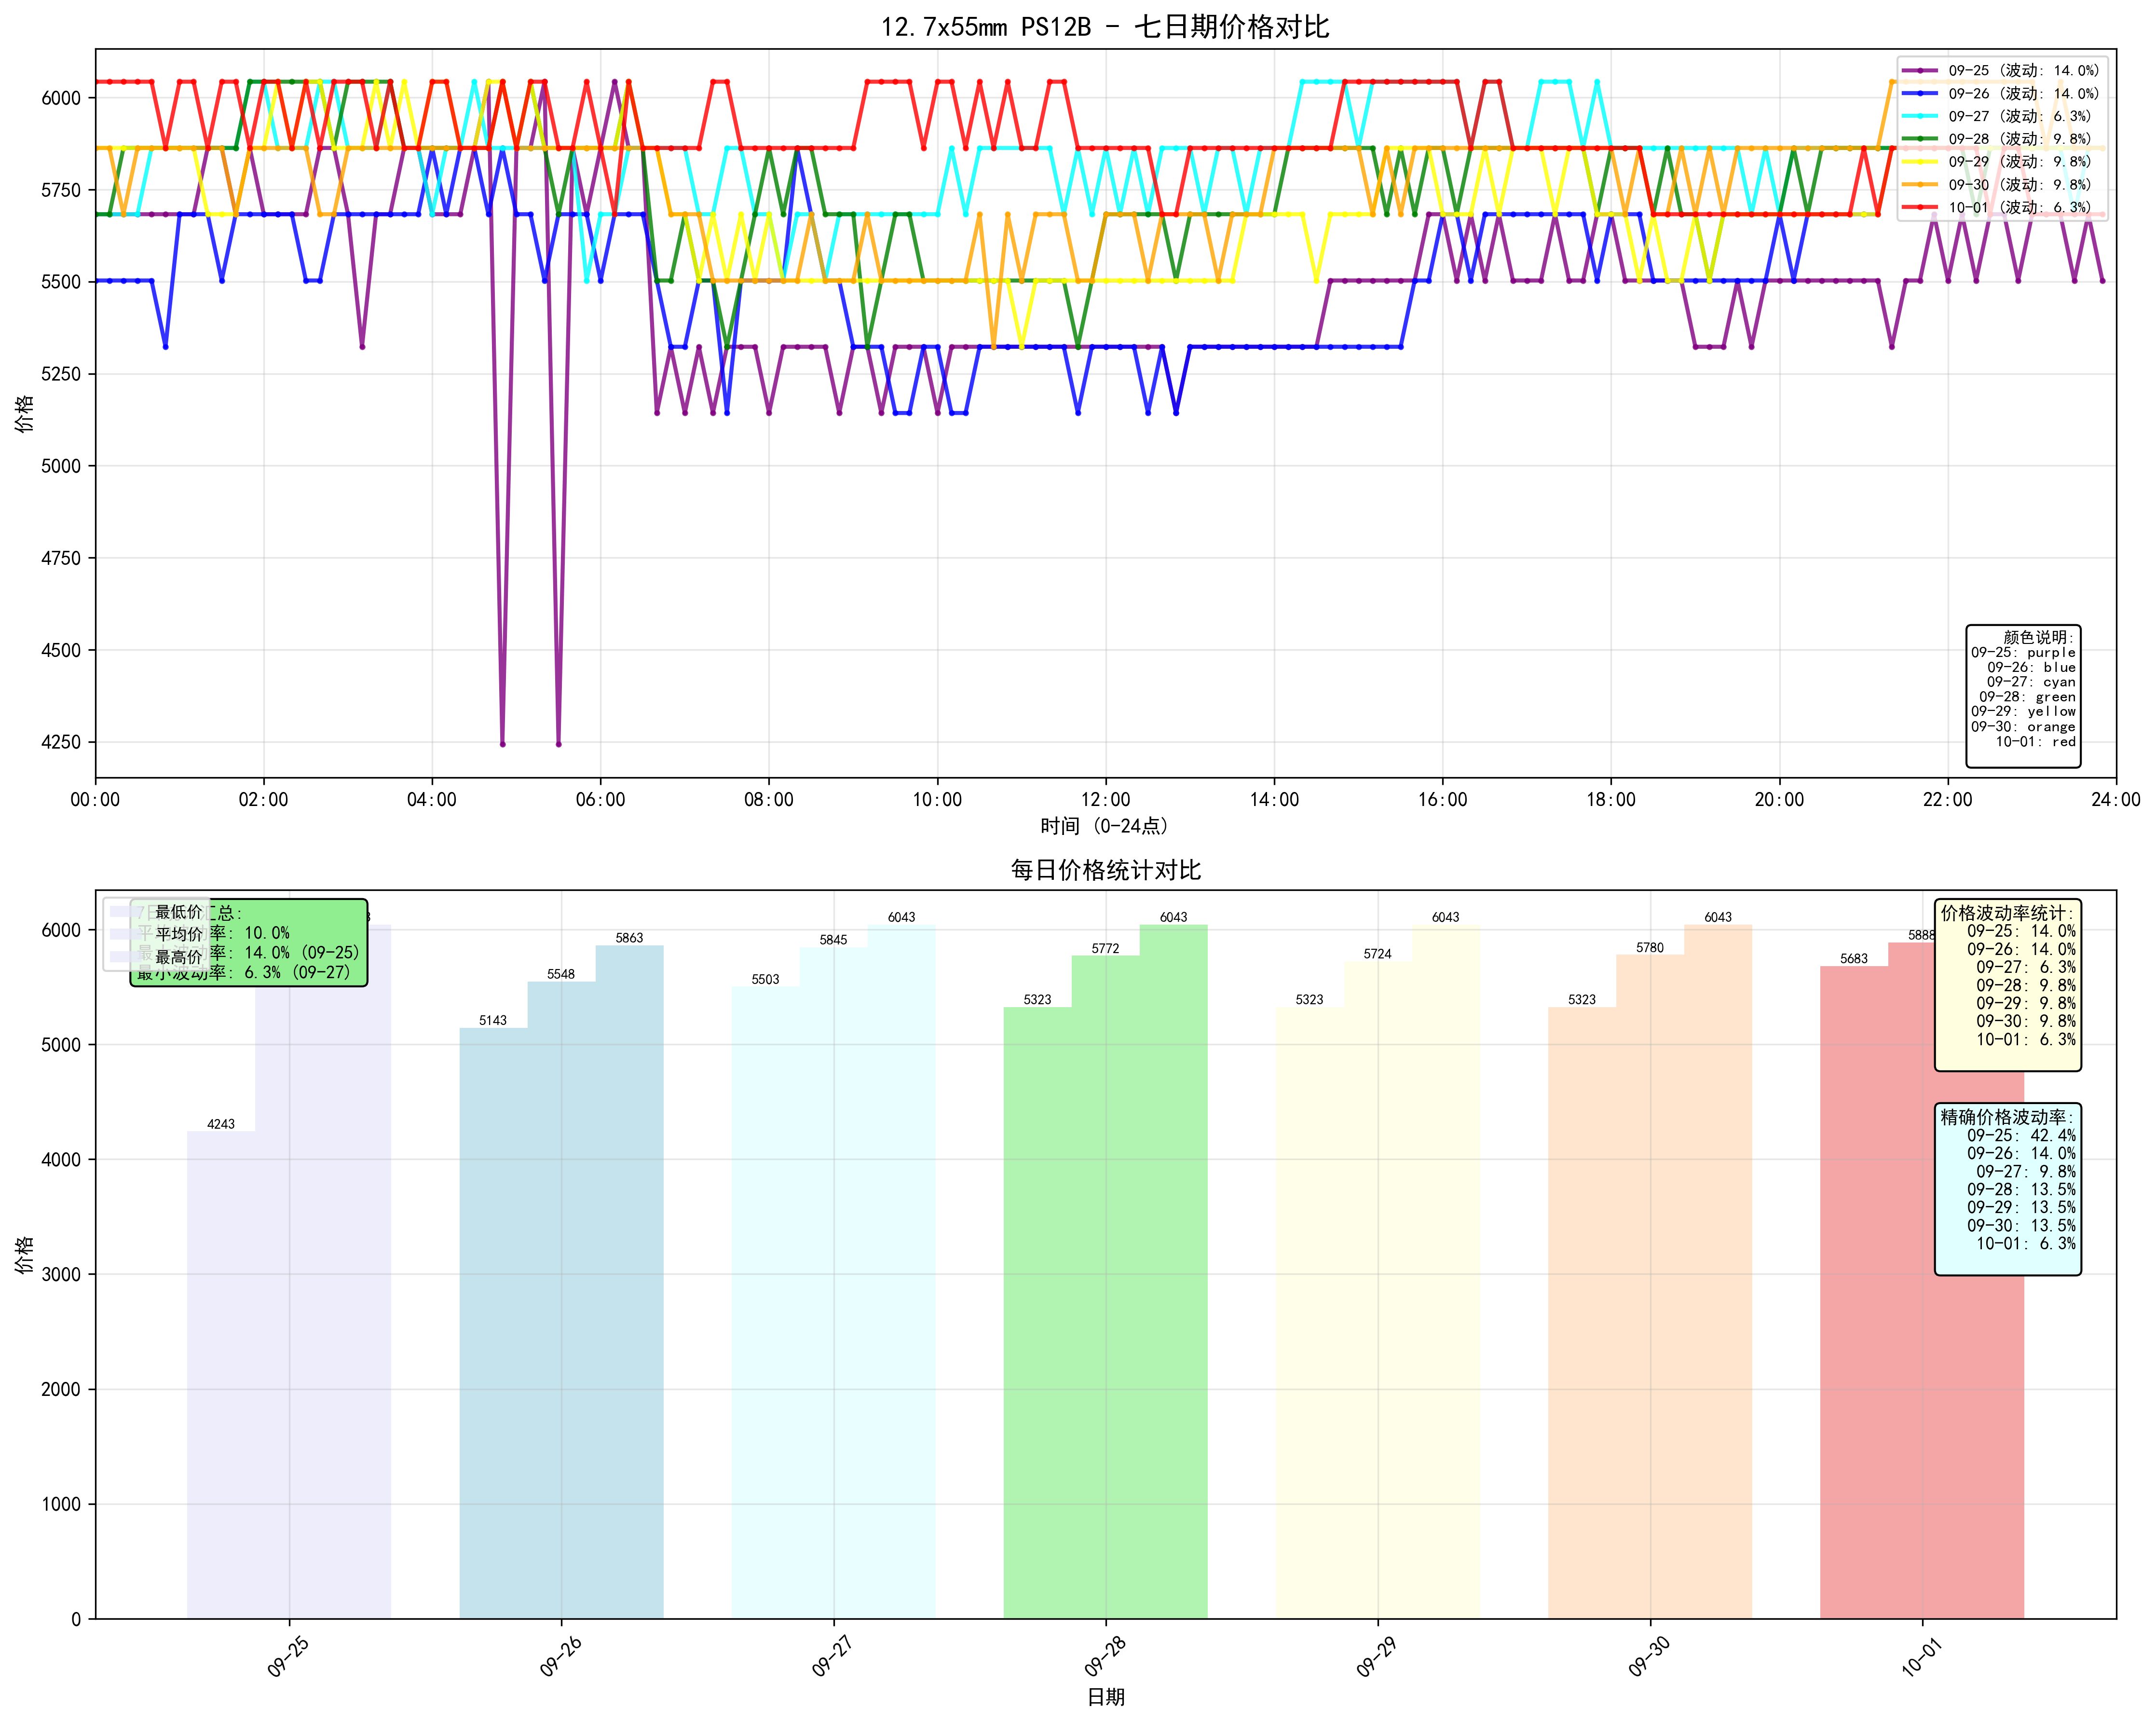 12.7x55mm PS12B - 七日期价格对比
6000
5750
5500
5250
5000
4750
4500
4250
价格
09-25 (波动: 14.0%)
09-26 (波动: 14.0%)
09-27 (波动: 6.3%)
09-28 (波动: 9.8%)
09-29 (波动: 9.8%)
09-30 (波动: 9.8%)
10-01 (波动: 6.3%)
颜色说明:
09-25: purple
09-26: blue
09-27: cyan
09-28: green
09-29: yellow
09-30: orange
10-01: red
00:00 02:00 04:00 06:00 08:00 10:00 12:00 14:00 16:00 18:00 20:00 22:00 24:00
时间 (0-24点)
每日价格统计对比
6000
5000
4000
3000
2000
1000
0
价格
最低价
平均价
最高价
7日 汇总:
率: 10.0%
波动率: 14.0% (09-25)
最小波动率: 6.3% (09-27)
4243
5143 5548 5863
5503 5845 6043
5323 5772 6043
5323 5724 6043
5323 5780 6043
5683 5888
价格波动率统计:
09-25: 14.0%
09-26: 14.0%
09-27: 6.3%
09-28: 9.8%
09-29: 9.8%
09-30: 9.8%
10-01: 6.3%
精确价格波动率:
09-25: 42.4%
09-26: 14.0%
09-27: 9.8%
09-28: 13.5%
09-29: 13.5%
09-30: 13.5%
10-01: 6.3%
09-25 09-26 09-27 09-28 09-29 09-30 10-01
日期